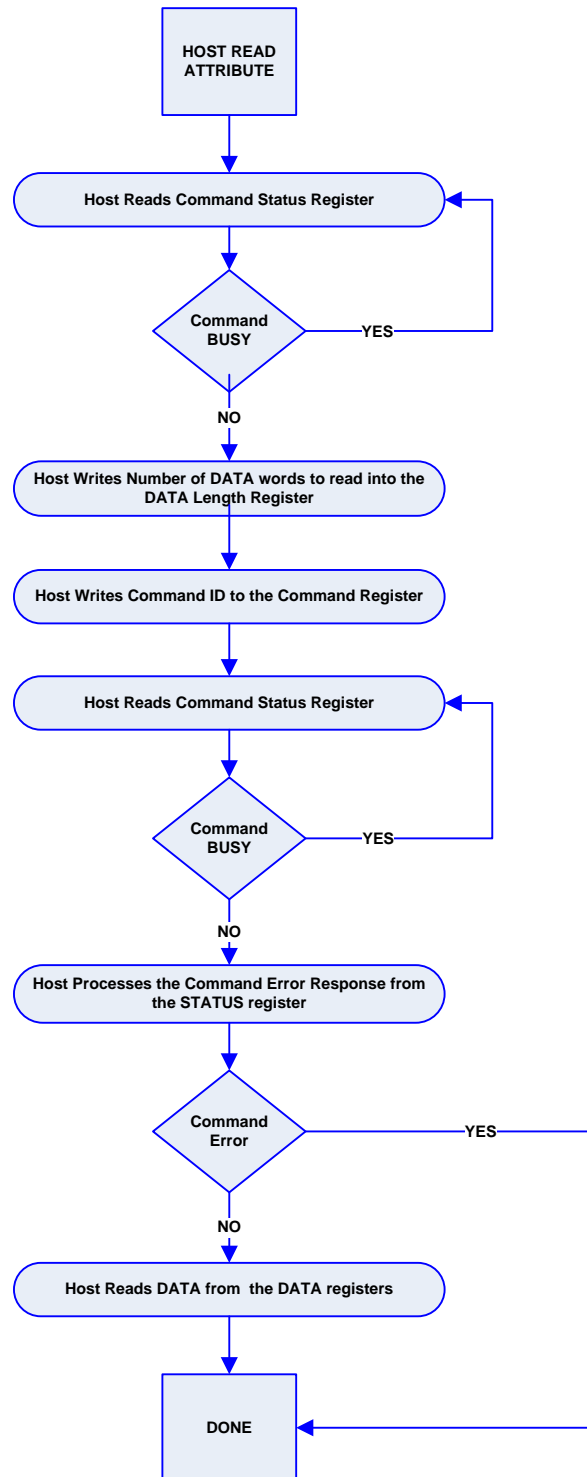 HOST READ
ATTRIBUTE
Host Reads Command Status Register
Command
BUSY
YES
NO
Host Writes Number of DATA words to read into the
DATA Length Register
Host Writes Command ID to the Command Register
Host Reads Command Status Register
Command
BUSY
YES
NO
Host Processes the Command Error Response from
the STATUS register
Command
Error
YES
NO
Host Reads DATA from the DATA registers
DONE